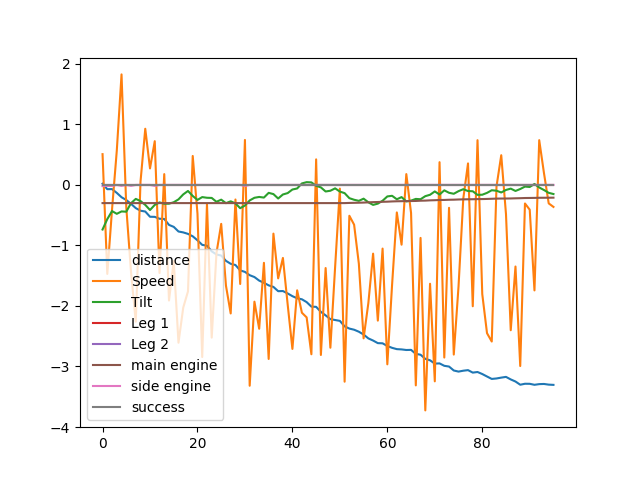 2
1
0
−1
−2
−3
−4
distance
Speed
Tilt
Leg 1
Leg 2
main engine
side engine
success
0
20
40
60
80